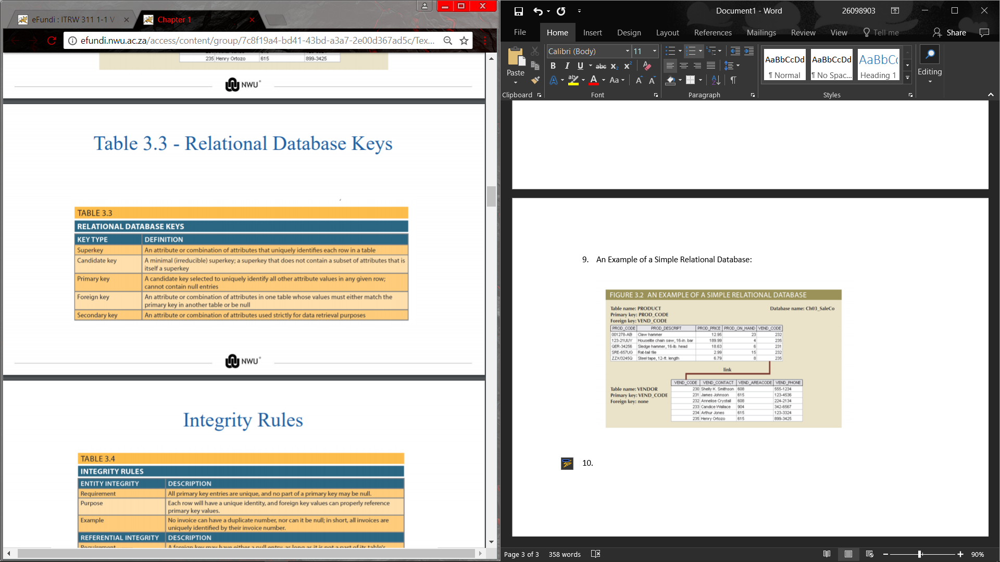 eFundi : ITRW 311 1-1 V
Chapter 1
efundi.nwu.ac.za/access/content/group/7c8f19a4-bd41-43bd-a3a7-2e00d367ad5c/Tex...
235 Henry Ortozo 615 899-3425
NWU
Table 3.3 - Relational Database Keys
TABLE 3.3
RELATIONAL DATABASE KEYS
KEY TYPE DEFINITION
Superkey An attribute or combination of attributes that uniquely identifies each row in a table
Candidate key A minimal (irreducible) superkey; a superkey that does not contain a subset of attributes that is
itself a superkey
Primary key A candidate key selected to uniquely identify all other attribute values in any given row;
cannot contain null entries
Foreign key An attribute or combination of attributes in one table whose values must either match the
primary key in another table or be null
Secondary key An attribute or combination of attributes used strictly for data retrieval purposes
NWU
Integrity Rules
TABLE 3.4
INTEGRITY RULES
ENTITY INTEGRITY DESCRIPTION
Requirement All primary key entries are unique, and no part of a primary key may be null.
Purpose Each row will have a unique identity, and foreign key values can properly reference
primary key values.
Example No invoice can have a duplicate number, nor can it be null; in short, all invoices are
uniquely identified by their invoice number.
REFERENTIAL INTEGRITY DESCRIPTION
Requirement A foreign key may have either a null entry, as long as it is not a part of its table's
Document1 - Word
26098903
File Home Insert Design Layout References Mailings Review View Tell me Share
Calibri (Body) 11
Paste
B I U abc X2 X2
A ab A Aa A A
AaBbCcDd AaBbCcDd AaBbCc
¶ Normal ¶ No Spac... Heading 1
Editing
Clipboard Font Paragraph Styles
9. An Example of a Simple Relational Database:
FIGURE 3.2 AN EXAMPLE OF A SIMPLE RELATIONAL DATABASE
Table name: PRODUCT Database name: Ch03_SaleCo
Primary key: PROD_CODE
Foreign key: VEND_CODE
PROD_CODE PROD_DESCRIPT PROD_PRICE PROD_ON_HAND VEND_CODE
001278-AB Claw hammer 12.95 23 232
123-21UUY Houselite chain saw, 16-in. bar 189.99 4 235
QER-34256 Sledge hammer, 16-lb. head 18.63 6 231
SRE-657UG Rat-tail file 2.99 15 232
ZZX/3245Q Steel tape, 12-ft. length 6.79 8 235
link
VEND_CODE VEND_CONTACT VEND_AREACODE VEND_PHONE
Table name: VENDOR
Primary key: VEND_CODE
Foreign key: none
230 Shelly K. Smithson 608 555-1234
231 James Johnson 615 123-4536
232 Annelise Crystall 608 224-2134
233 Candice Wallace 904 342-6567
234 Arthur Jones 615 123-3324
235 Henry Ortozo 615 899-3425
10.
Page 3 of 3 358 words
90%